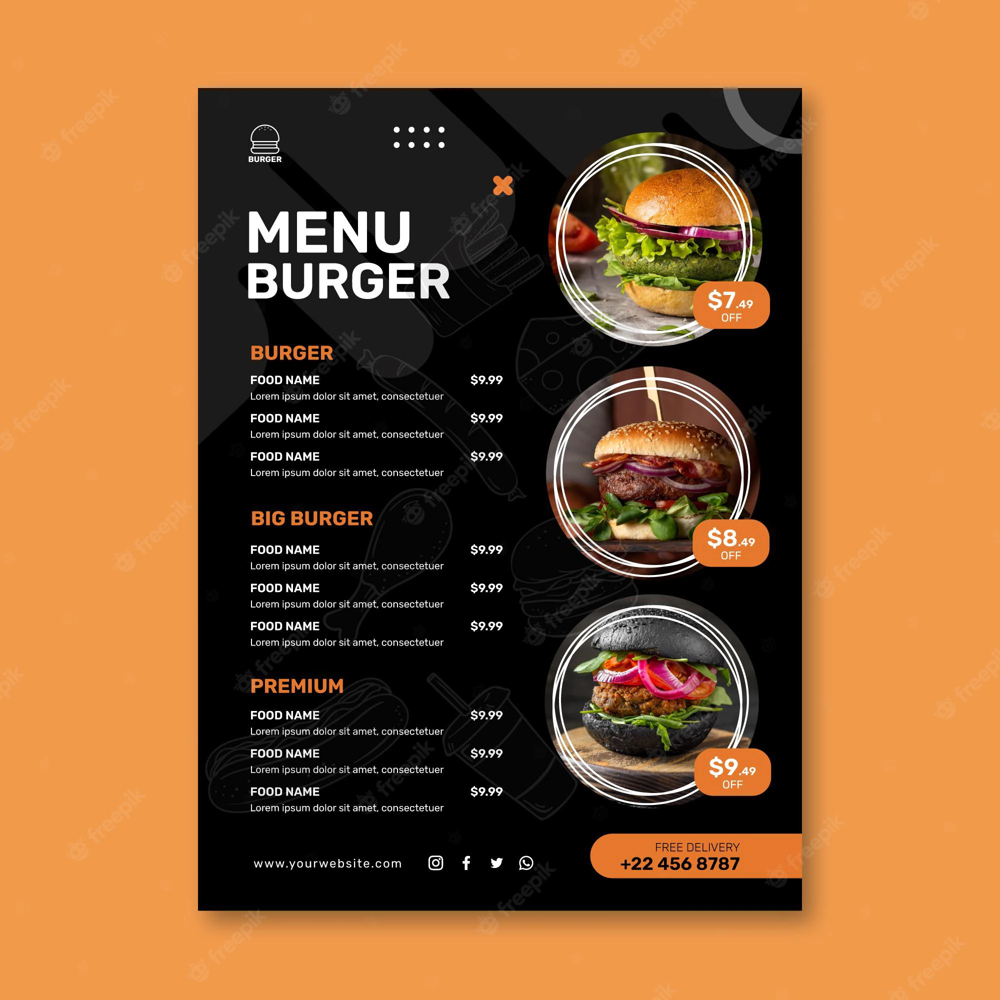 BURGER
MENU
BURGER
BURGER
FOOD NAME $9.99
Lorem ipsum dolor sit amet, consectetuer
FOOD NAME $9.99
Lorem ipsum dolor sit amet, consectetuer
FOOD NAME $9.99
Lorem ipsum dolor sit amet, consectetuer
BIG BURGER
FOOD NAME $9.99
Lorem ipsum dolor sit amet, consectetuer
FOOD NAME $9.99
Lorem ipsum dolor sit amet, consectetuer
FOOD NAME $9.99
Lorem ipsum dolor sit amet, consectetuer
PREMIUM
FOOD NAME $9.99
Lorem ipsum dolor sit amet, consectetuer
FOOD NAME $9.99
Lorem ipsum dolor sit amet, consectetuer
FOOD NAME $9.99
Lorem ipsum dolor sit amet, consectetuer
$7.49
OFF
$8.49
OFF
$9.49
OFF
www.yourwebsite.com
FREE DELIVERY
+22 456 8787
freepik